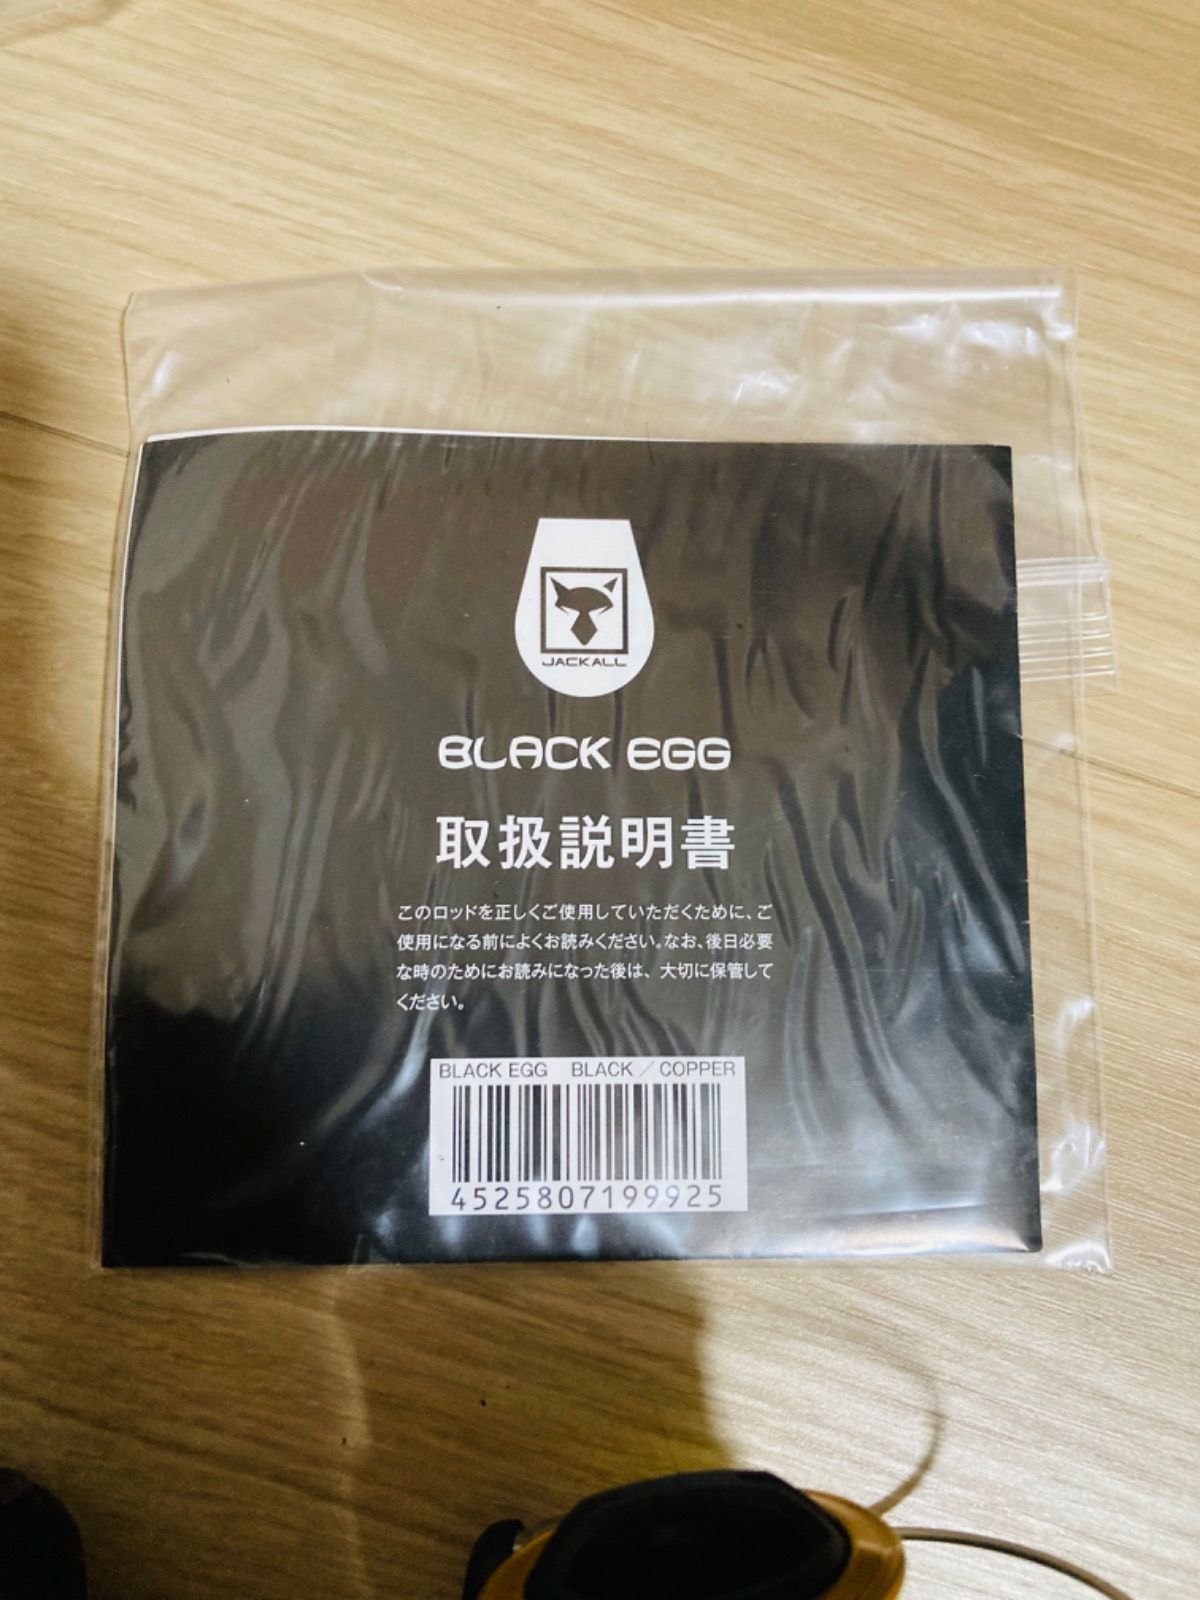 JACKALL
BLACK EGG
取扱説明書
このロッドを正しくご使用していただくために、ご
使用になる前によくお読みください。なお、後日必要
な時のためにお読みになった後は、大切に保管して
ください。
BLACK EGG BLACK／COPPER
4525807199925